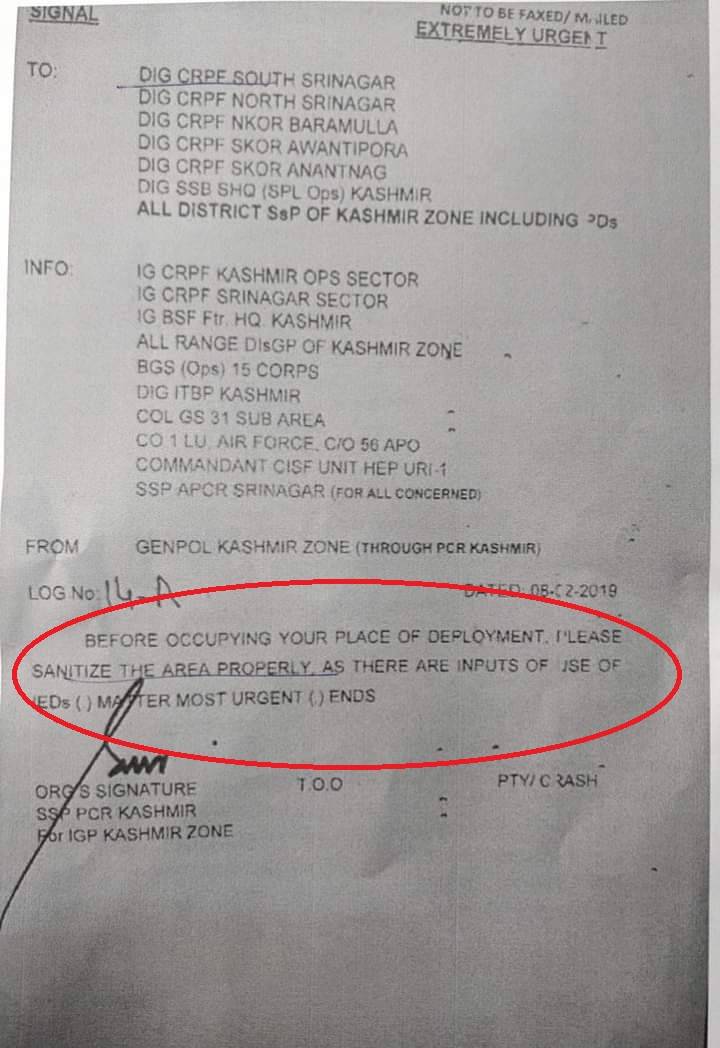 SIGNAL
NOT TO BE FAXED/ MAILED
EXTREMELY URGENT
TO:
DIG CRPF SOUTH SRINAGAR
DIG CRPF NORTH SRINAGAR
DIG CRPF NKOR BARAMULLA
DIG CRPF SKOR AWANTIPORA
DIG CRPF SKOR ANANTNAG
DIG SSB SHQ (SPL Ops) KASHMIR
ALL DISTRICT SsP OF KASHMIR ZONE INCLUDING PDs
INFO:
IG CRPF KASHMIR OPS SECTOR
IG CRPF SRINAGAR SECTOR
IG BSF Ftr. HQ. KASHMIR
ALL RANGE DIsGP OF KASHMIR ZONE
BGS (Ops) 15 CORPS
DIG ITBP KASHMIR
COL GS 31 SUB AREA
CO 1 LU, AIR FORCE, C/O 56 APO
COMMANDANT CISF UNIT HEP URI-1
SSP APCR SRINAGAR (FOR ALL CONCERNED)
FROM GENPOL KASHMIR ZONE (THROUGH PCR KASHMIR)
LOG No: 14-A DATED: 08-02-2019
BEFORE OCCUPYING YOUR PLACE OF DEPLOYMENT, PLEASE
SANITIZE THE AREA PROPERLY, AS THERE ARE INPUTS OF USE OF
IEDs (.) MATTER MOST URGENT (.) ENDS
ORG'S SIGNATURE T.O.O PTY/ CRASH
SSP PCR KASHMIR
For IGP KASHMIR ZONE